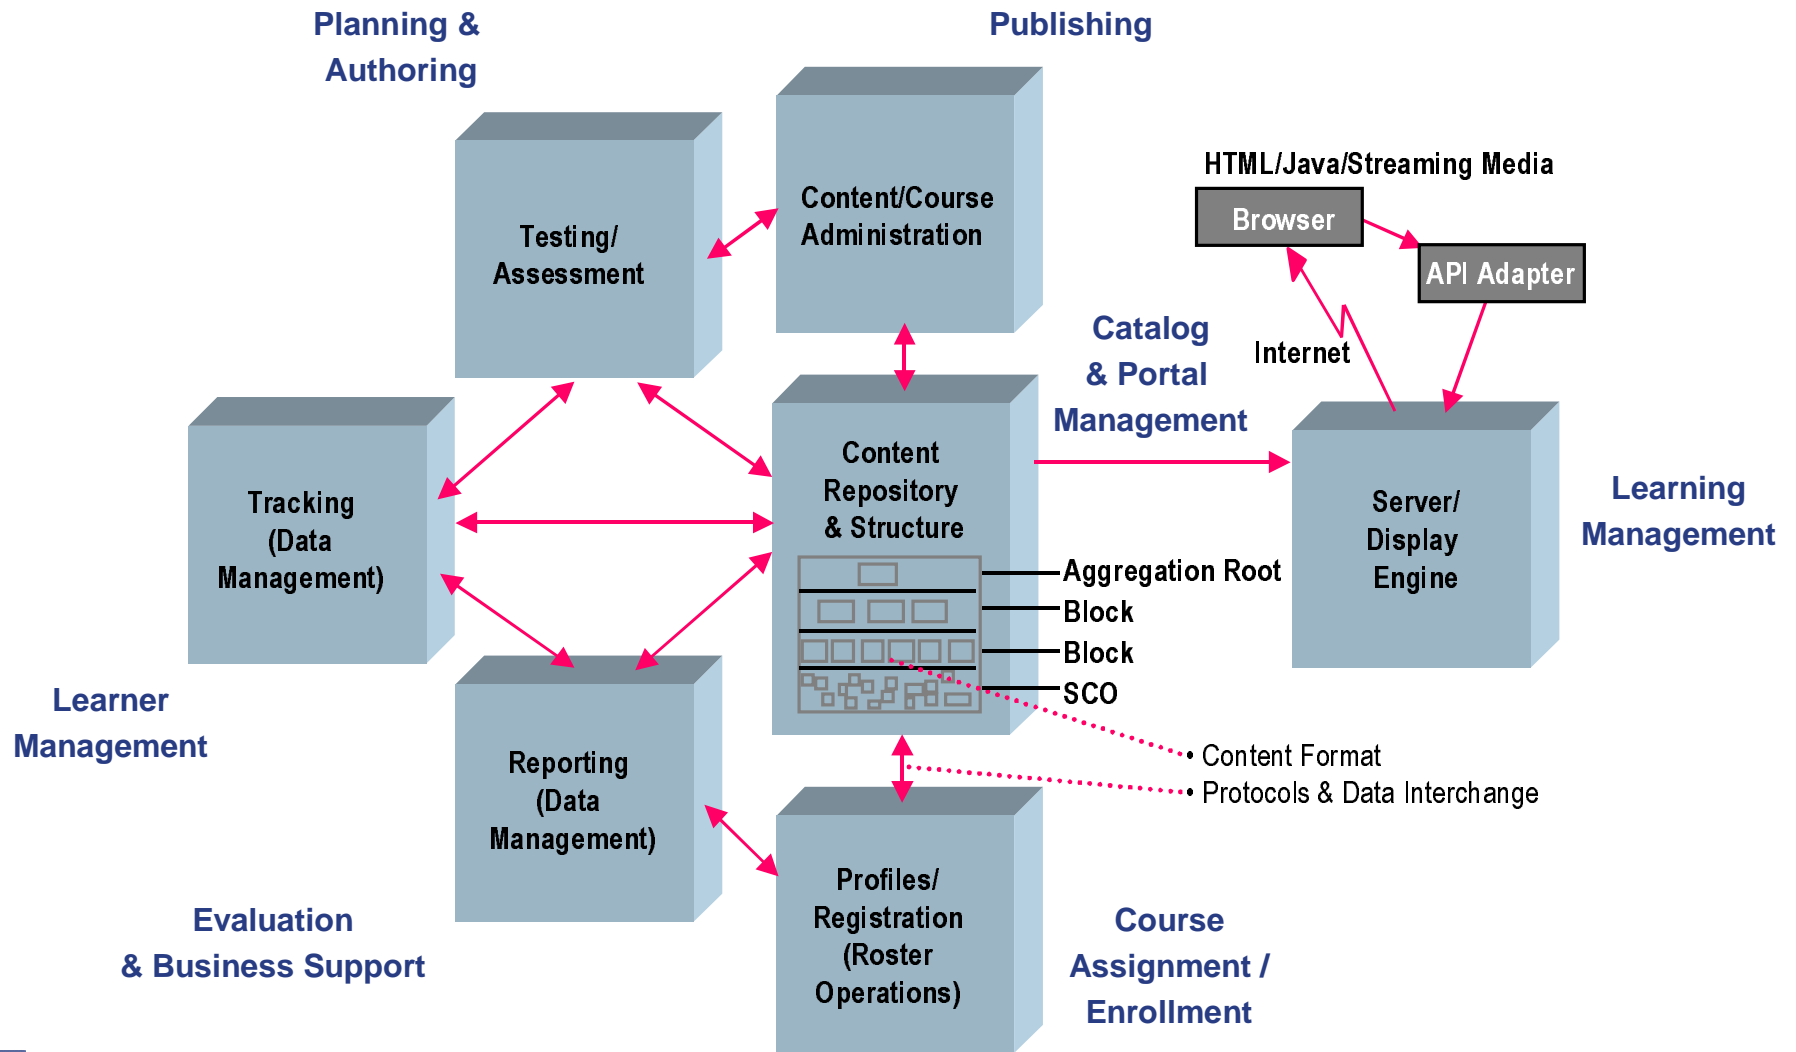 Planning &
Authoring
Publishing
Testing/
Assessment
Content/Course
Administration
HTML/Java/Streaming Media
Browser
API Adapter
Internet
Catalog
& Portal
Management
Tracking
(Data
Management)
Content
Repository
& Structure
Server/
Display
Engine
Learning
Management
Aggregation Root
Block
Block
SCO
Learner
Management
Reporting
(Data
Management)
• Content Format
• Protocols & Data Interchange
Profiles/
Registration
(Roster
Operations)
Evaluation
& Business Support
Course
Assignment /
Enrollment